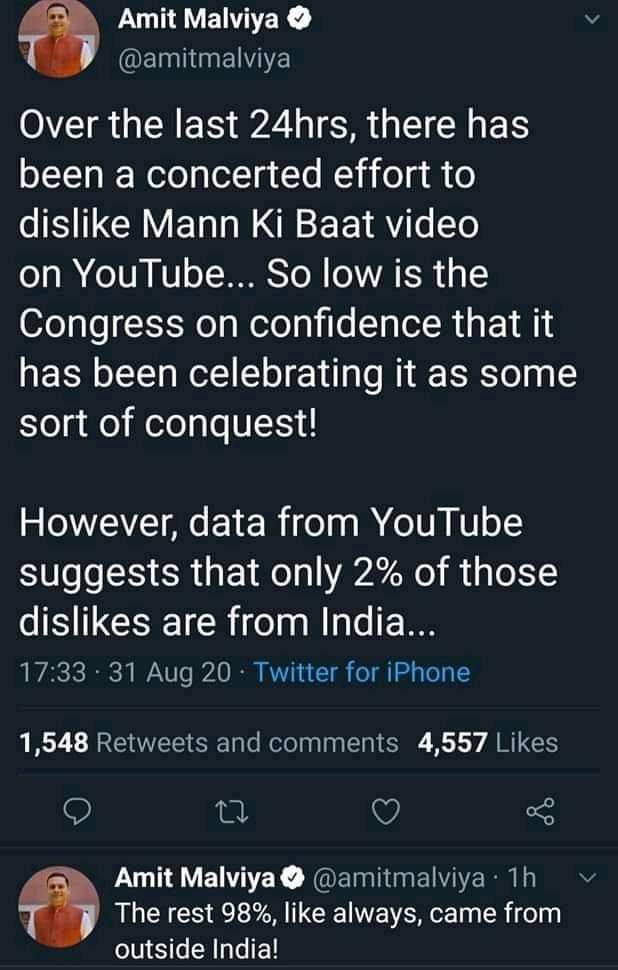 Amit Malviya
@amitmalviya
Over the last 24hrs, there has
been a concerted effort to
dislike Mann Ki Baat video
on YouTube... So low is the
Congress on confidence that it
has been celebrating it as some
sort of conquest!
However, data from YouTube
suggests that only 2% of those
dislikes are from India...
17:33 · 31 Aug 20 · Twitter for iPhone
1,548 Retweets and comments 4,557 Likes
Amit Malviya @amitmalviya · 1h
The rest 98%, like always, came from
outside India!